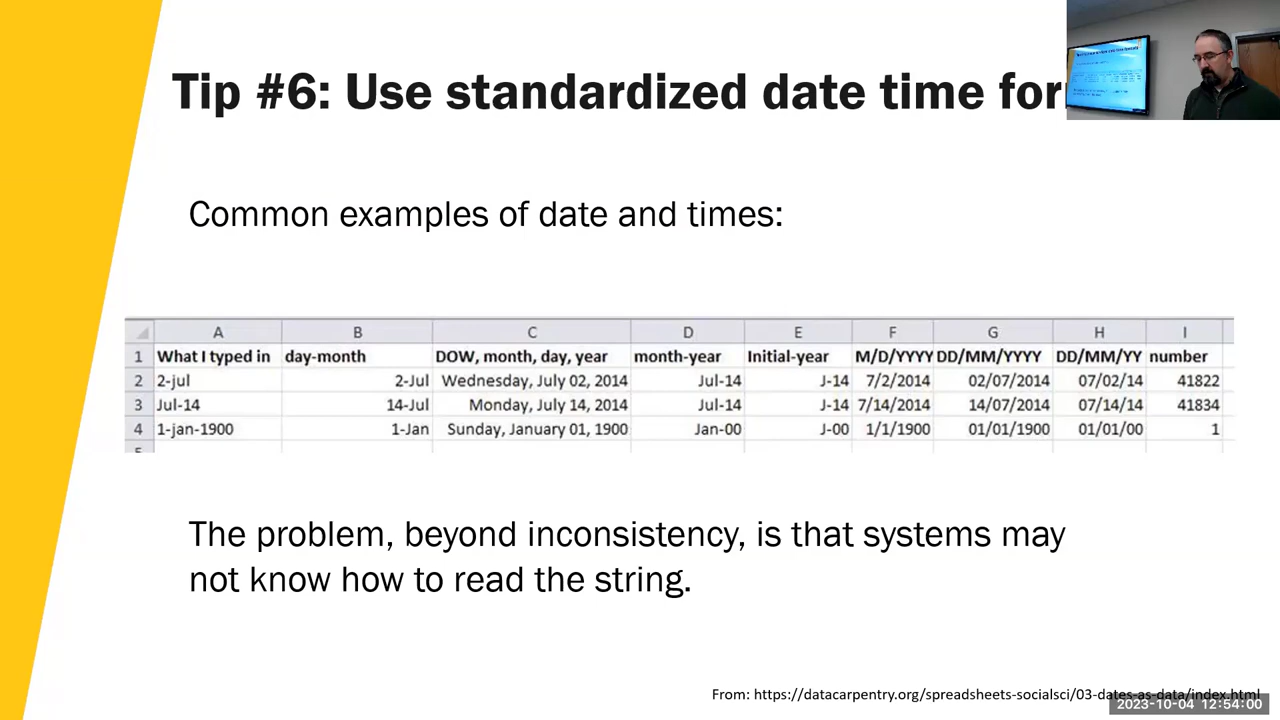 Tip #6: Use standardized date time for
Common examples of date and times:
A B C D E F G H I
1 What I typed in day-month DOW, month, day, year month-year Initial-year M/D/YYYY DD/MM/YYYY DD/MM/YY number
2 2-jul 2-Jul Wednesday, July 02, 2014 Jul-14 J-14 7/2/2014 02/07/2014 07/02/14 41822
3 Jul-14 14-Jul Monday, July 14, 2014 Jul-14 J-14 7/14/2014 14/07/2014 07/14/14 41834
4 1-jan-1900 1-Jan Sunday, January 01, 1900 Jan-00 J-00 1/1/1900 01/01/1900 01/01/00 1
The problem, beyond inconsistency, is that systems may
not know how to read the string.
From: https://datacarpentry.org/spreadsheets-socialsci/03-dates-as-data/index.html
2023-10-04 12:54:00